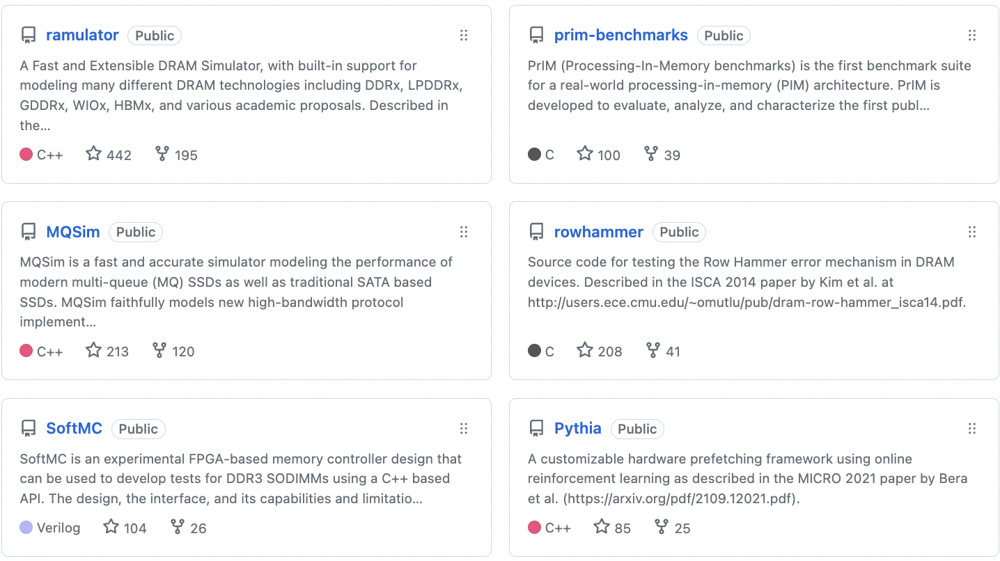 ramulator Public
A Fast and Extensible DRAM Simulator, with built-in support for
modeling many different DRAM technologies including DDRx, LPDDRx,
GDDRx, WIOx, HBMx, and various academic proposals. Described in
the...
C++ 442 195
prim-benchmarks Public
PrIM (Processing-In-Memory benchmarks) is the first benchmark suite
for a real-world processing-in-memory (PIM) architecture. PrIM is
developed to evaluate, analyze, and characterize the first publ...
C 100 39
MQSim Public
MQSim is a fast and accurate simulator modeling the performance of
modern multi-queue (MQ) SSDs as well as traditional SATA based
SSDs. MQSim faithfully models new high-bandwidth protocol
implement...
C++ 213 120
rowhammer Public
Source code for testing the Row Hammer error mechanism in DRAM
devices. Described in the ISCA 2014 paper by Kim et al. at
http://users.ece.cmu.edu/~omutlu/pub/dram-row-hammer_isca14.pdf.
C 208 41
SoftMC Public
SoftMC is an experimental FPGA-based memory controller design that
can be used to develop tests for DDR3 SODIMMs using a C++ based
API. The design, the interface, and its capabilities and limitatio...
Verilog 104 26
Pythia Public
A customizable hardware prefetching framework using online
reinforcement learning as described in the MICRO 2021 paper by Bera
et al. (https://arxiv.org/pdf/2109.12021.pdf).
C++ 85 25